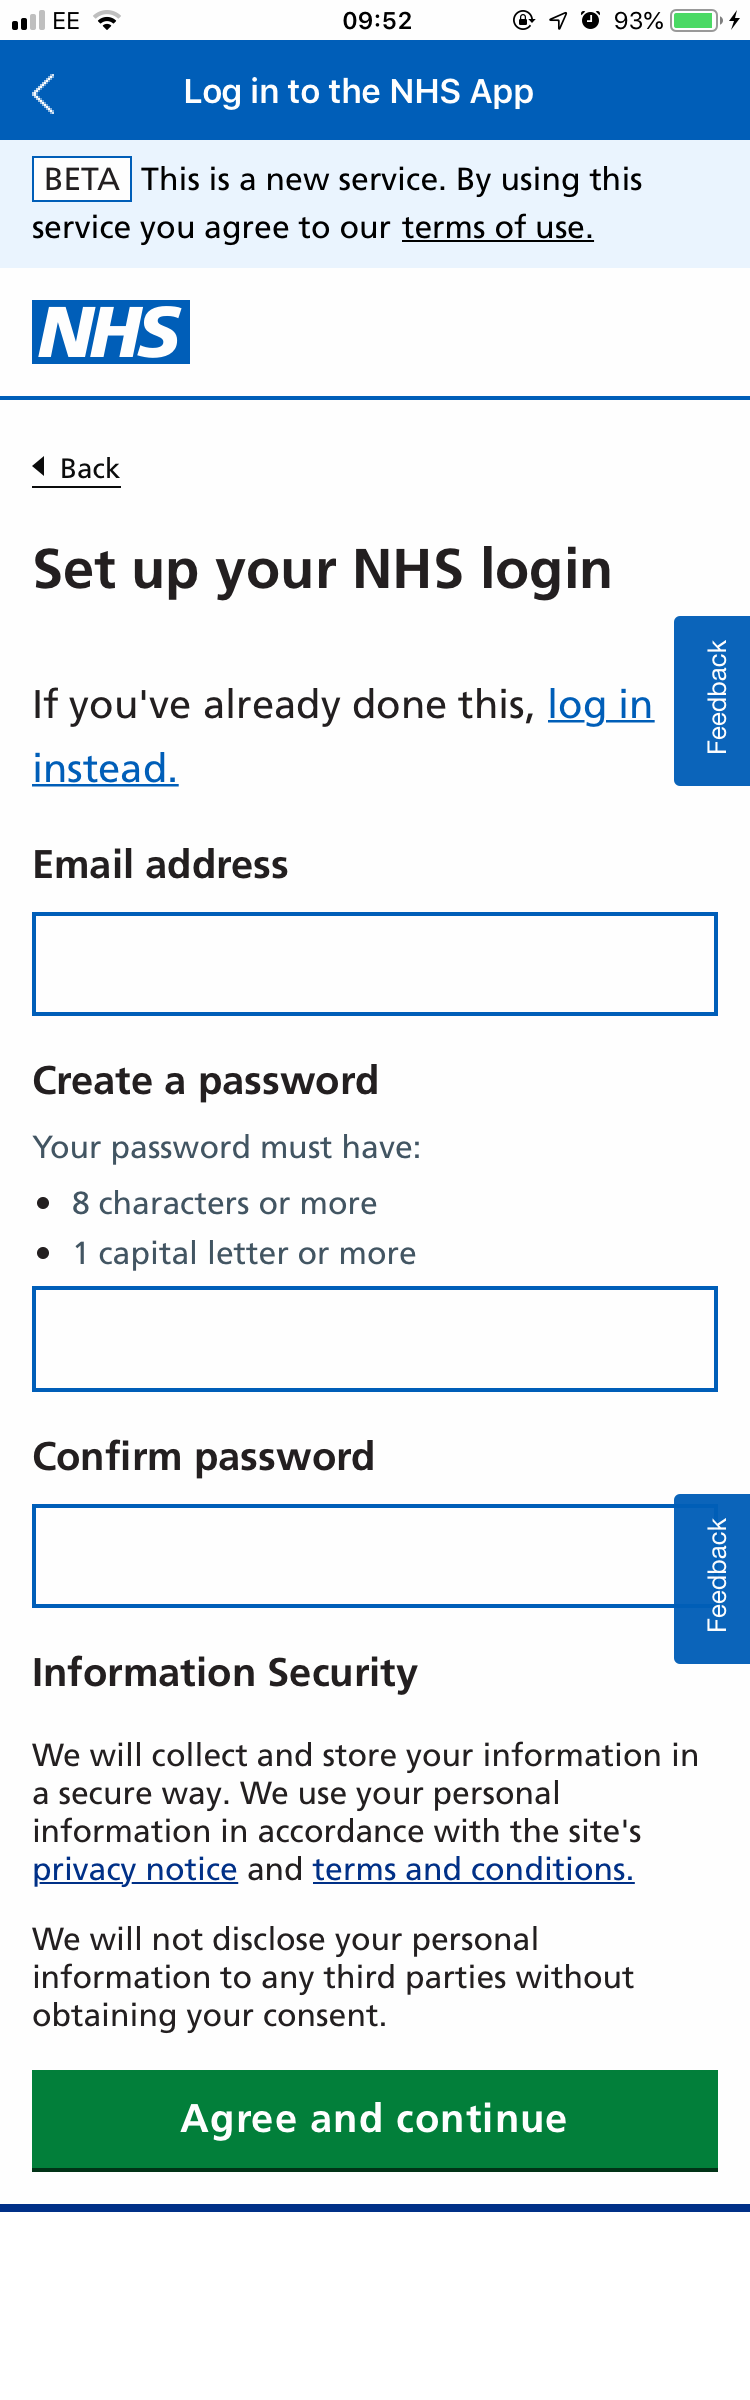 EE 09:52 93%
Log in to the NHS App
BETA This is a new service. By using this
service you agree to our terms of use.
NHS
Back
Set up your NHS login
Feedback
If you've already done this, log in
instead.
Email address
Create a password
Your password must have:
• 8 characters or more
• 1 capital letter or more
Confirm password
Feedback
Information Security
We will collect and store your information in
a secure way. We use your personal
information in accordance with the site's
privacy notice and terms and conditions.
We will not disclose your personal
information to any third parties without
obtaining your consent.
Agree and continue